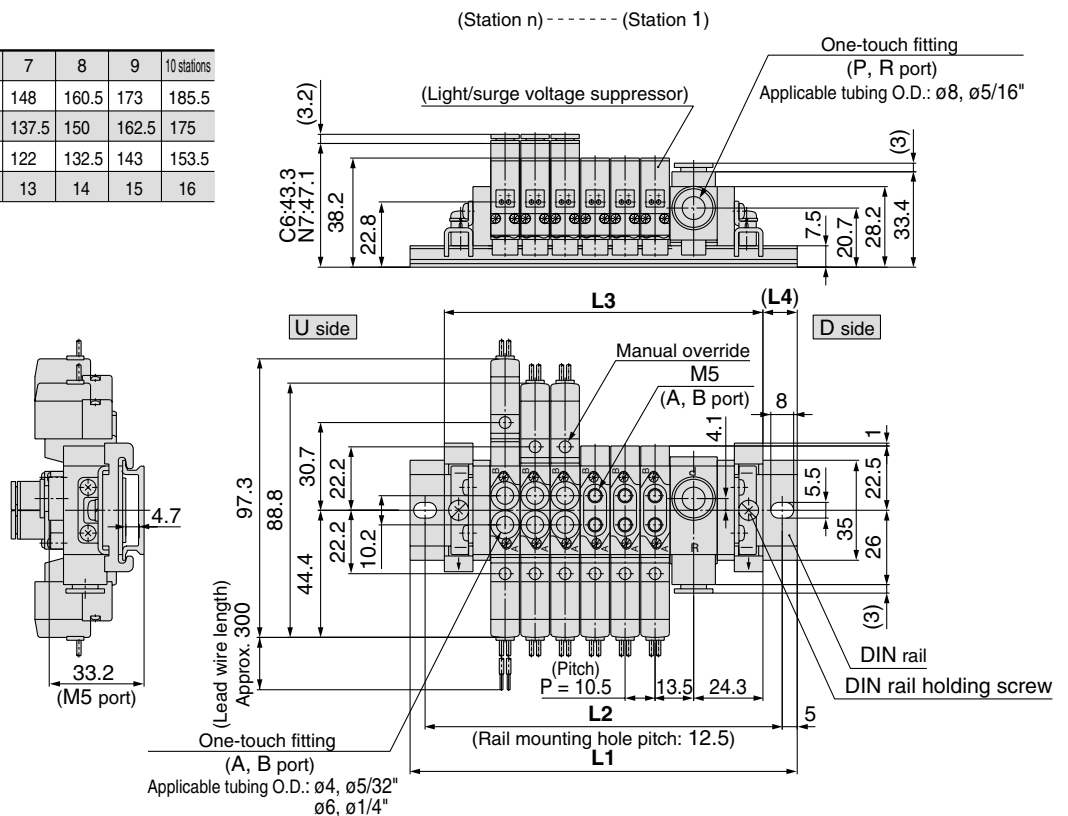 (Station n) ------- (Station 1)
7 8 9 10 stations
148 160.5 173 185.5
137.5 150 162.5 175
122 132.5 143 153.5
13 14 15 16
One-touch fitting
(P, R port)
Applicable tubing O.D.: ø8, ø5/16"
(Light/surge voltage suppressor)
(3.2)
C6:43.3
N7:47.1
38.2
22.8
(3)
7.5
20.7
28.2
33.4
L3
(L4)
U side
D side
Manual override
M5
(A, B port)
4.1
8
1
5.5
22.5
35
26
(3)
97.3
88.8
30.7
22.2
22.2
10.2
44.4
B B B B B B
A A A A A A
P
R
4.7
33.2
(M5 port)
(Lead wire length)
Approx. 300
DIN rail
DIN rail holding screw
(Pitch)
P = 10.5
13.5
24.3
L2
5
(Rail mounting hole pitch: 12.5)
L1
One-touch fitting
(A, B port)
Applicable tubing O.D.: ø4, ø5/32"
ø6, ø1/4"